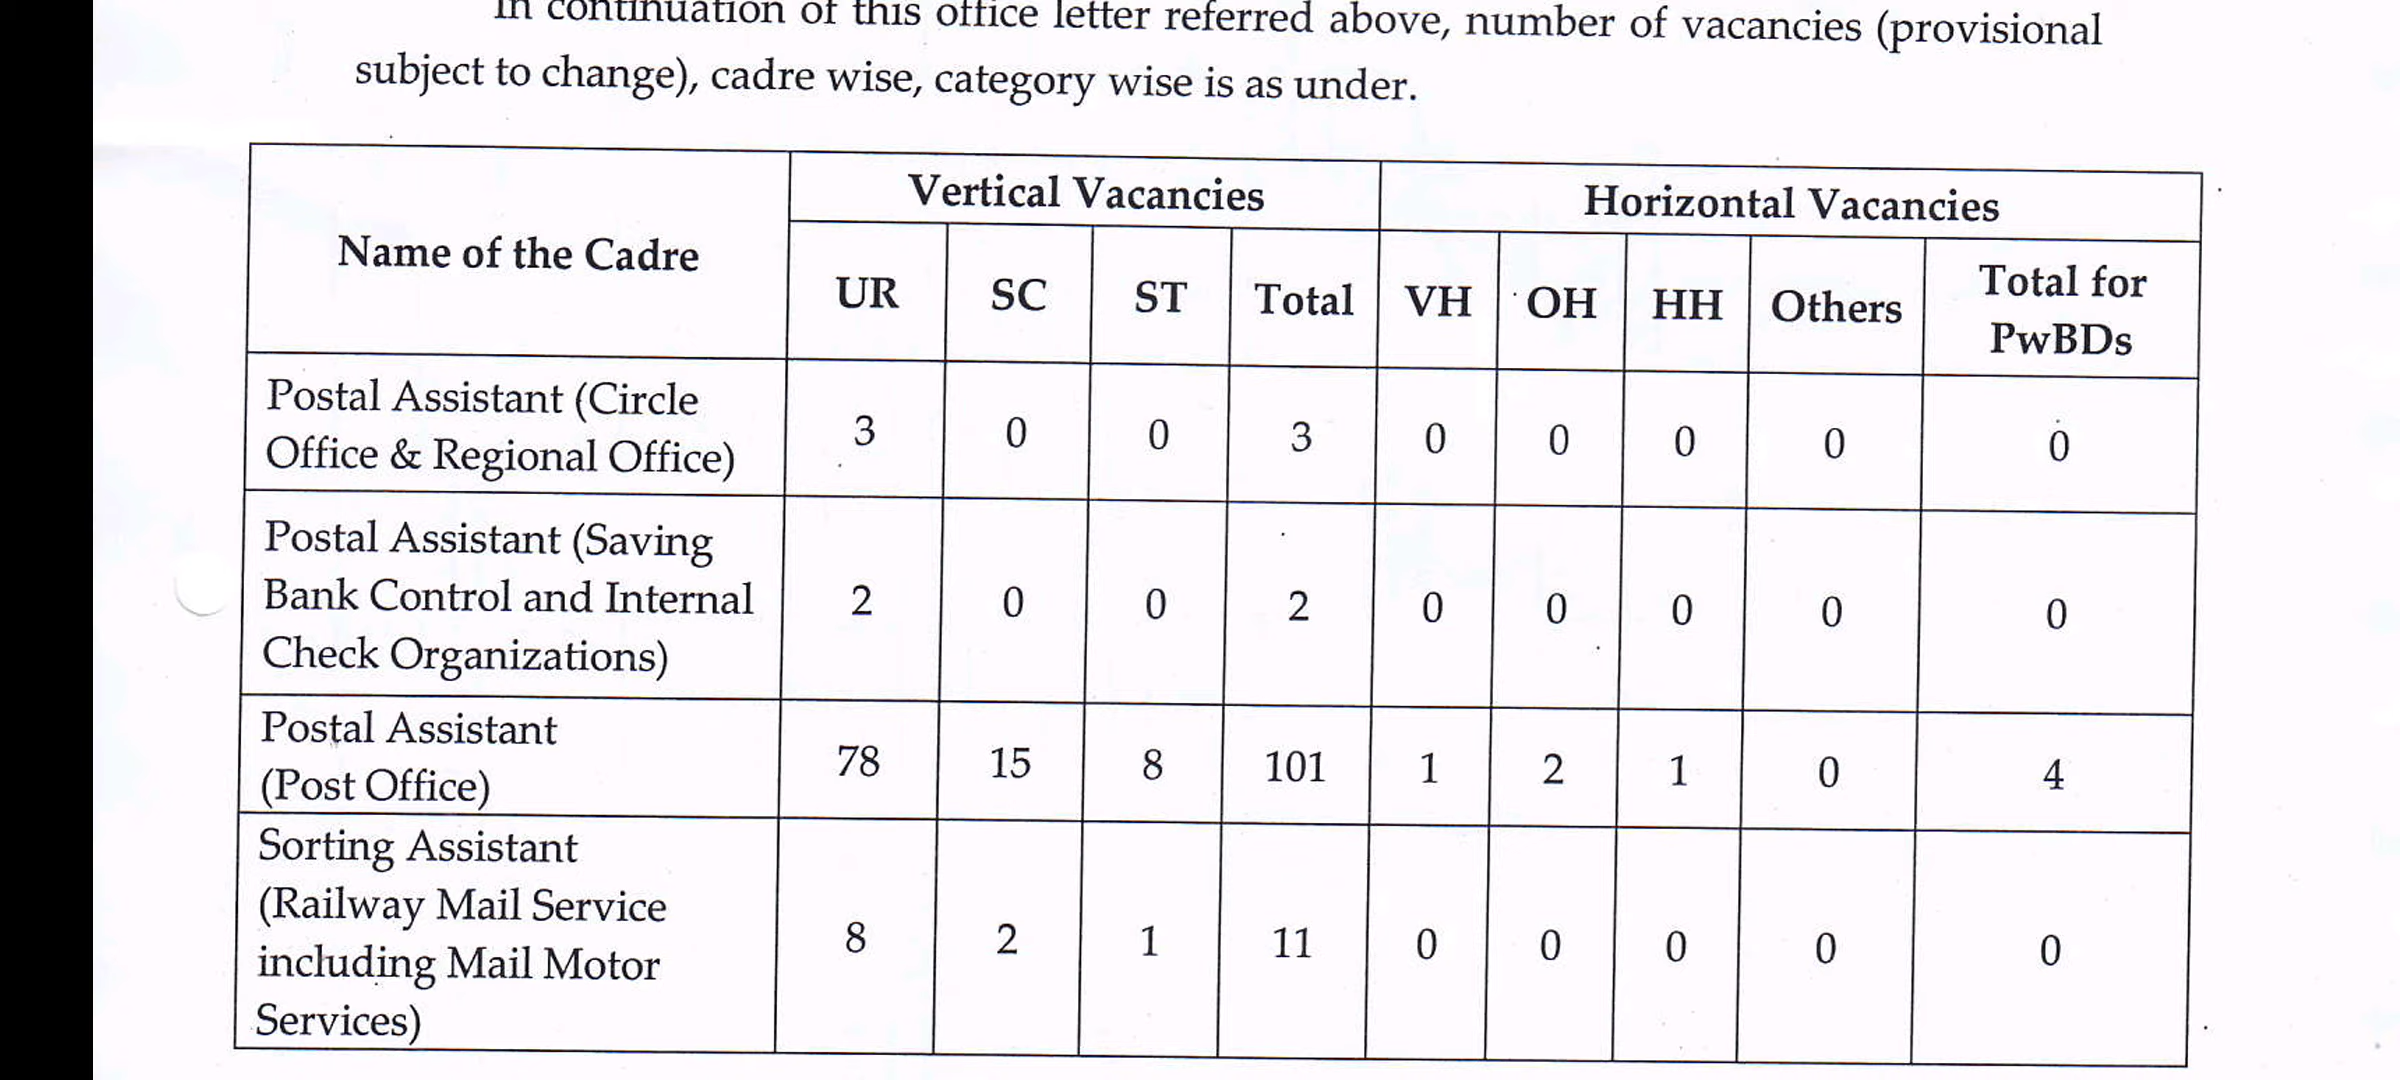 In continuation of this office letter referred above, number of vacancies (provisional
subject to change), cadre wise, category wise is as under.
Name of the Cadre
Vertical Vacancies
Horizontal Vacancies
UR SC ST Total VH OH HH Others Total for
PwBDs
Postal Assistant (Circle
Office & Regional Office)
3 0 0 3 0 0 0 0 0
Postal Assistant (Saving
Bank Control and Internal
Check Organizations)
2 0 0 2 0 0 0 0 0
Postal Assistant
(Post Office)
78 15 8 101 1 2 1 0 4
Sorting Assistant
(Railway Mail Service
including Mail Motor
Services)
8 2 1 11 0 0 0 0 0